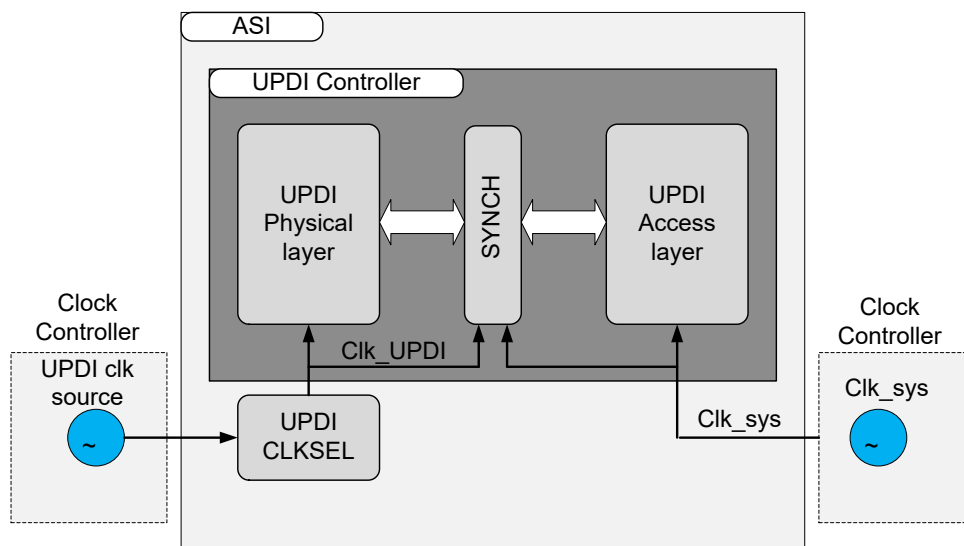 ASI
UPDI Controller
UPDI
Physical
layer
SYNCH
UPDI
Access
layer
Clock
Controller
UPDI clk
source
~
Clk_UPDI
UPDI
CLKSEL
Clk_sys
Clock
Controller
Clk_sys
~